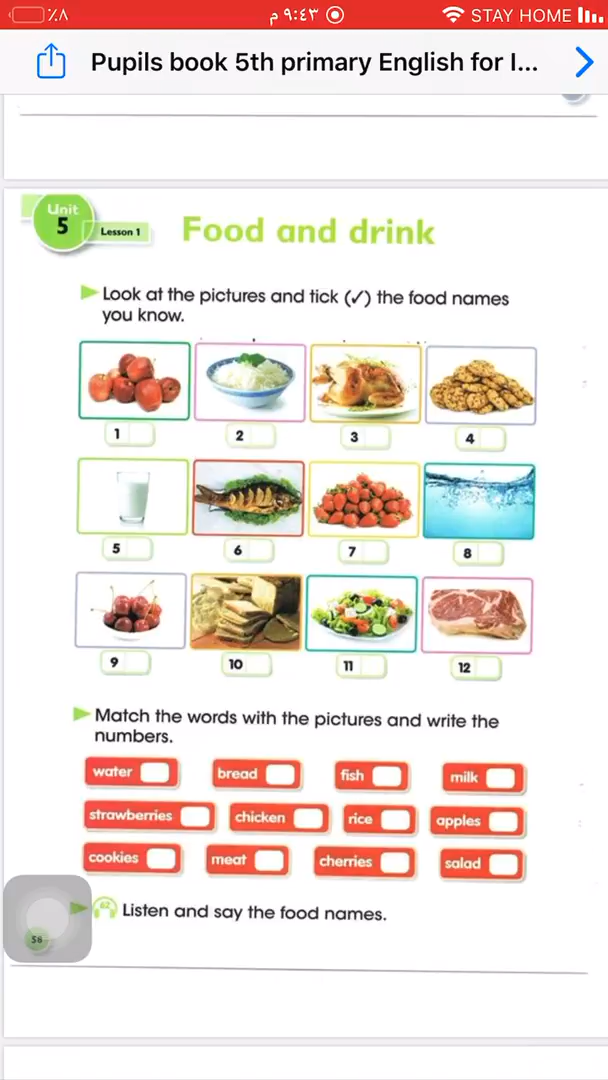 ٪٨ ٩:٤٣ م STAY HOME
Pupils book 5th primary English for I...
Unit
5
Lesson 1
Food and drink
Look at the pictures and tick (✓) the food names
you know.
1 2 3 4
5 6 7 8
9 10 11 12
Match the words with the pictures and write the
numbers.
water bread fish milk
strawberries chicken rice apples
cookies meat cherries salad
62 Listen and say the food names.
56